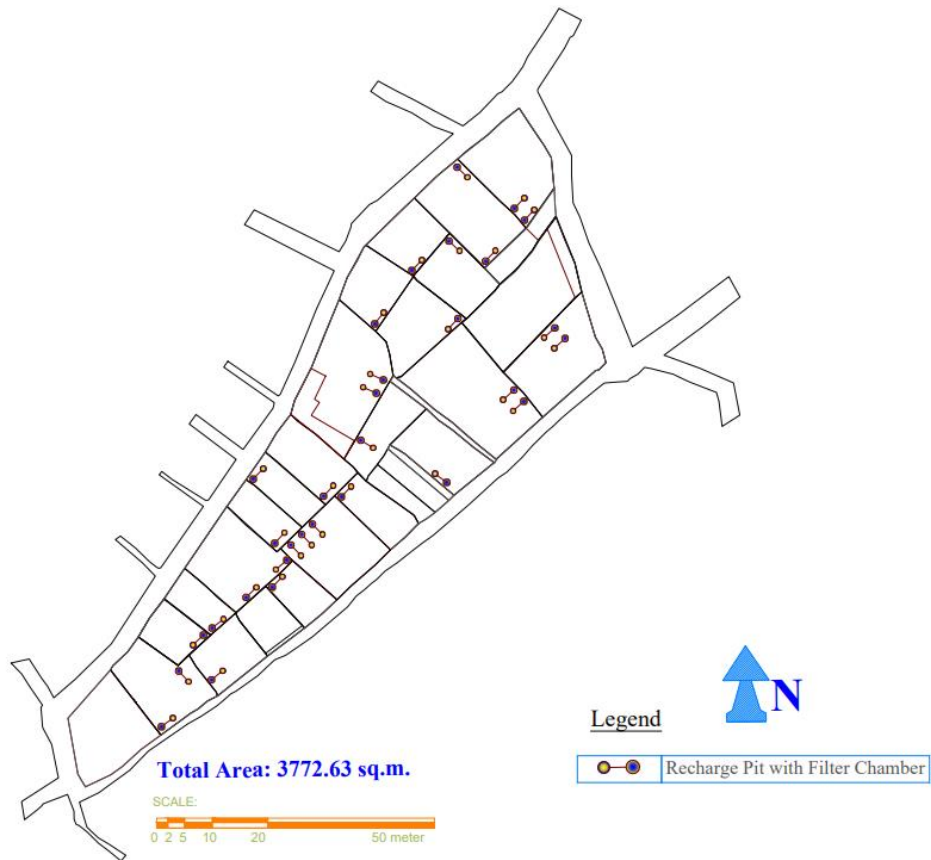 N
Legend
Recharge Pit with Filter Chamber
Total Area: 3772.63 sq.m.
SCALE:
0 2 5 10 20 50 meter